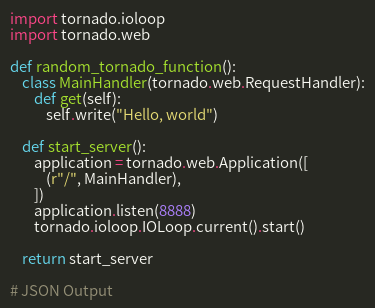 import tornado.ioloop
import tornado.web

def random_tornado_function():
    class MainHandler(tornado.web.RequestHandler):
        def get(self):
            self.write("Hello, world")

    def start_server():
        application = tornado.web.Application([
            (r"/", MainHandler),
        ])
        application.listen(8888)
        tornado.ioloop.IOLoop.current().start()

    return start_server

# JSON Output